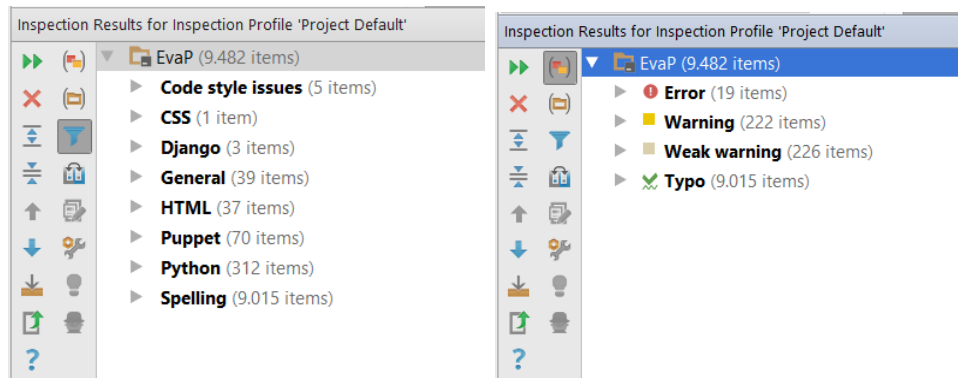 Inspection Results for Inspection Profile 'Project Default'
EvaP (9.482 items)
Code style issues (5 items)
CSS (1 item)
Django (3 items)
General (39 items)
HTML (37 items)
Puppet (70 items)
Python (312 items)
Spelling (9.015 items)
?
Inspection Results for Inspection Profile 'Project Default'
EvaP (9.482 items)
Error (19 items)
Warning (222 items)
Weak warning (226 items)
Typo (9.015 items)
?